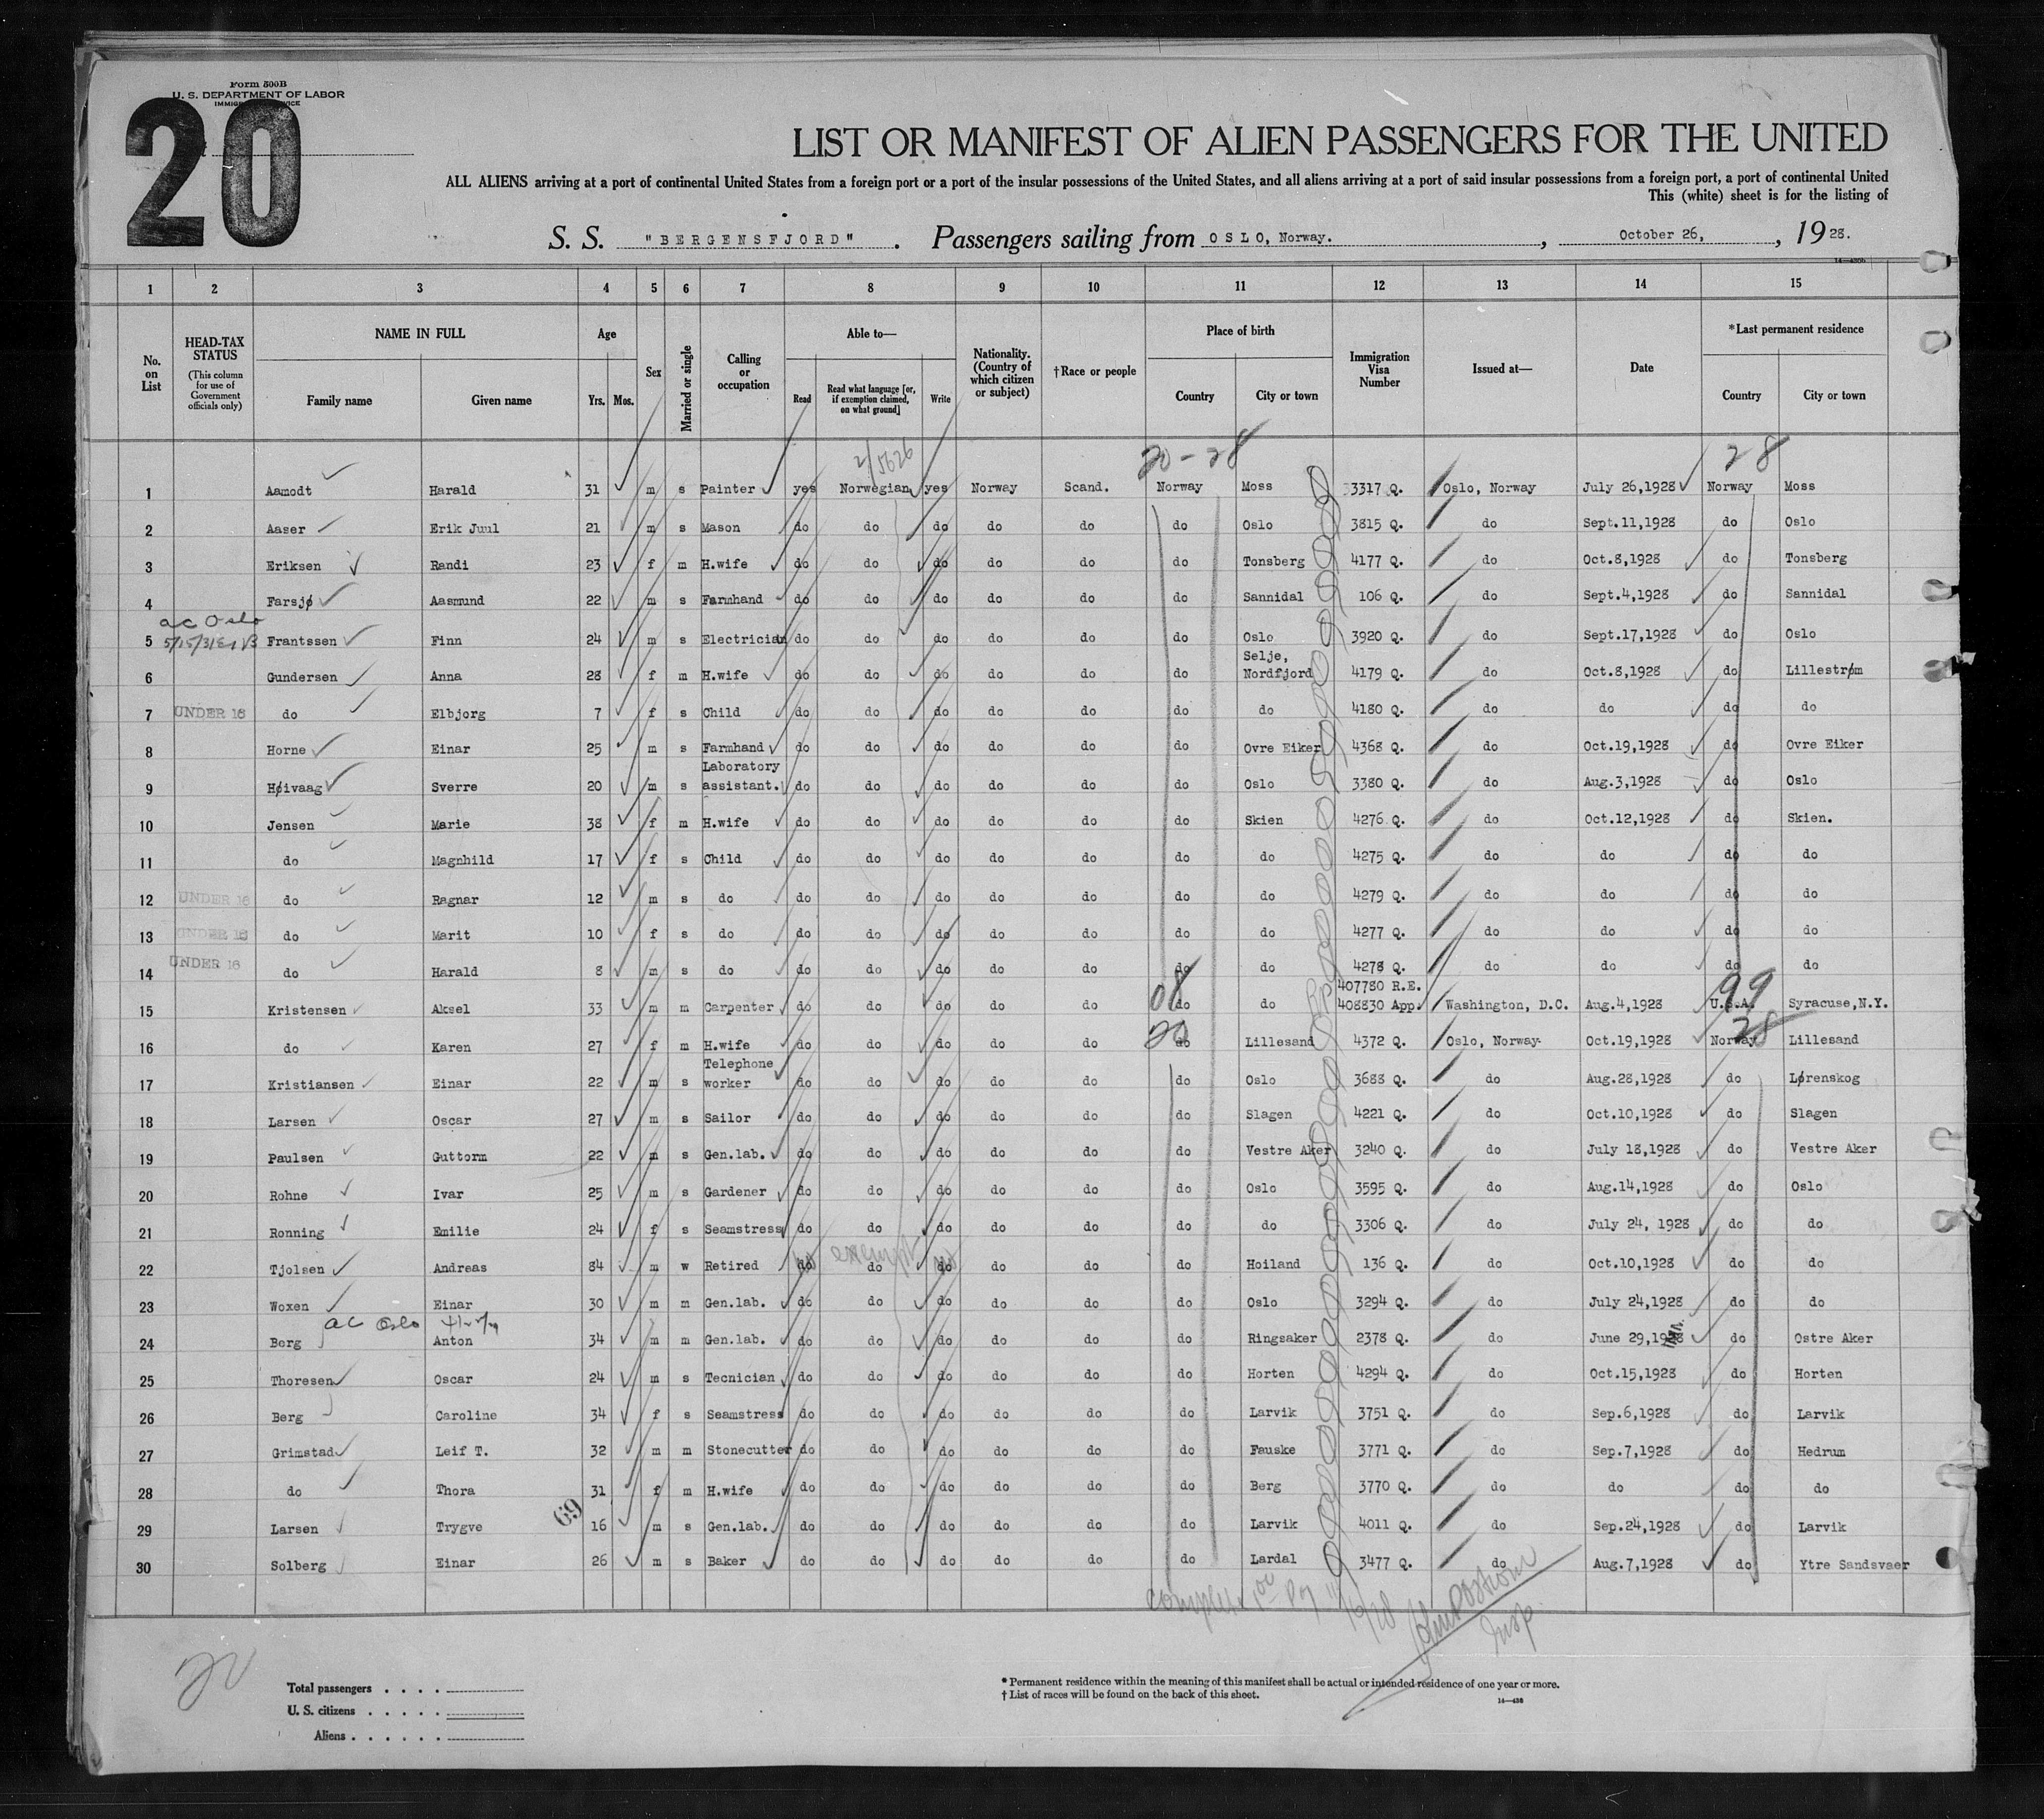 Form 500B
U. S. DEPARTMENT OF LABOR
20
LIST OR MANIFEST OF ALIEN PASSENGERS FOR THE UNITED
ALL ALIENS arriving at a port of continental United States from a foreign port or a port of the insular possessions of the United States, and all aliens arriving at a port of said insular possessions from a foreign port, a port of continental United
This (white) sheet is for the listing of
S. S. "BERGENSFJORD". Passengers sailing from OSLO, Norway. , October 26, , 1928.
1 2 3 4 5 6 7 8 9 10 11 12 13 14 15
No. on List
HEAD-TAX STATUS (This column for use of Government officials only)
NAME IN FULL Family name Given name
Age Yrs. Mos.
Sex
Married or single
Calling or occupation
Able to— Read Read what language [or, if exemption claimed, on what ground] Write
Nationality. (Country of which citizen or subject)
†Race or people
Place of birth Country City or town
Immigration Visa Number
Issued at—
Date
*Last permanent residence Country City or town
20-28 28
1 Aamodt Harald 31 m s Painter yes Norwegian yes Norway Scand. Norway Moss 3317 Q. Oslo, Norway July 26,1928 Norway Moss
2 Aaser Erik Juul 21 m s Mason do do do do do do Oslo 3815 Q. do Sept.11,1928 do Oslo
3 Eriksen Randi 23 f m H.wife do do do do do do Tonsberg 4177 Q. do Oct.8,1928 do Tonsberg
4 Farsjø Aasmund 22 m s Farmhand do do do do do do Sannidal 106 Q. do Sept.4,1928 do Sannidal
ac Oslo
5 Frantssen Finn 24 m s Electrician do do do do do do Oslo 3920 Q. do Sept.17,1928 do Oslo
6 Gundersen Anna 28 f m H.wife do do do do do do Selje, Nordfjord 4179 Q. do Oct.8,1928 do Lillestrøm
7 UNDER 16 do Elbjorg 7 f s Child do do do do do do do 4180 Q. do do do do
8 Horne Einar 25 m s Farmhand do do do do do do Ovre Eiker 4368 Q. do Oct.19,1928 do Ovre Eiker
9 Høivaag Sverre 20 m s Laboratory assistant. do do do do do do Oslo 3380 Q. do Aug.3,1928 do Oslo
10 Jensen Marie 38 f m H.wife do do do do do do Skien 4276 Q. do Oct.12,1928 do Skien.
11 do Magnhild 17 f s Child do do do do do do do 4275 Q. do do do do
12 UNDER 16 do Ragnar 12 m s do do do do do do do do 4279 Q. do do do do
13 UNDER 16 do Marit 10 f s do do do do do do do do 4277 Q. do do do do
14 UNDER 16 do Harald 8 m s do do do do do do do do 4278 Q. do do do do
08 99
15 Kristensen Aksel 33 m m Carpenter do do do do do do do 407780 R.E. 408830 App. Washington, D.C. Aug.4,1928 U.S.A. Syracuse,N.Y.
20 28
16 do Karen 27 f m H.wife do do do do do do Lillesand 4372 Q. Oslo, Norway Oct.19,1928 Norway Lillesand
17 Kristiansen Einar 22 m s Telephone worker do do do do do do Oslo 3688 Q. do Aug.28,1928 do Lørenskog
18 Larsen Oscar 27 m s Sailor do do do do do do Slagen 4221 Q. do Oct.10,1928 do Slagen
19 Paulsen Guttorm 22 m s Gen.lab. do do do do do do Vestre Aker 3240 Q. do July 18,1928 do Vestre Aker
20 Rohne Ivar 25 m s Gardener do do do do do do Oslo 3595 Q. do Aug.14,1928 do Oslo
21 Ronning Emilie 24 f s Seamstress do do do do do do do 3306 Q. do July 24, 1928 do do
exempt
22 Tjolsen Andreas 84 m w Retired do do do do do do Hoiland 136 Q. do Oct.10,1928 do do
23 Woxen Einar 30 m m Gen.lab. do do do do do do Oslo 3294 Q. do July 24,1928 do do
ac Oslo
24 Berg Anton 34 m m Gen.lab. do do do do do do Ringsaker 2378 Q. do June 29,1928 do Ostre Aker
25 Thoresen Oscar 24 m s Tecnician do do do do do do Horten 4294 Q. do Oct.15,1928 do Horten
26 Berg Caroline 34 f s Seamstress do do do do do do Larvik 3751 Q. do Sep.6,1928 do Larvik
27 Grimstad Leif T. 32 m m Stonecutter do do do do do do Fauske 3771 Q. do Sep.7,1928 do Hedrum
28 do Thora 31 f m H.wife do do do do do do Berg 3770 Q. do do do do
69
29 Larsen Trygve 16 m s Gen.lab. do do do do do do Larvik 4011 Q. do Sep.24,1928 do Larvik
30 Solberg Einar 26 m s Baker do do do do do do Lardal 3477 Q. do Aug.7,1928 do Ytre Sandsvaer
Insp.
20
Total passengers . . . .
U. S. citizens . . . . .
Aliens . . . . . .
* Permanent residence within the meaning of this manifest shall be actual or intended residence of one year or more.
† List of races will be found on the back of this sheet.
14—436